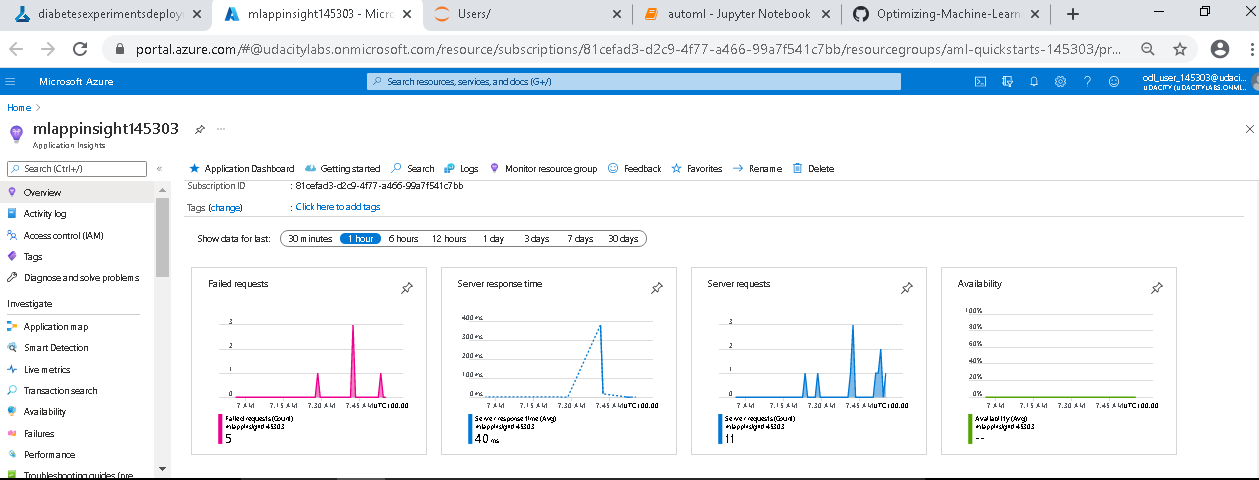 diabetesexperimentsdeploy
mlappinsight145303 - Micro
Users/
automl - Jupyter Notebook
Optimizing-Machine-Learn
portal.azure.com/#@udacitylabs.onmicrosoft.com/resource/subscriptions/81cefad3-d2c9-4f77-a466-99a7f541c7bb/resourcegroups/aml-quickstarts-145303/pr...
Microsoft Azure
Search resources, services, and docs (G+/)
odl_user_145303@udaci...
UDACITY (UDACITYLABS.ONMI...
Home
mlappinsight145303
Application Insights
Search (Ctrl+/)
Application Dashboard
Getting started
Search
Logs
Monitor resource group
Feedback
Favorites
Rename
Delete
Overview
Activity log
Access control (IAM)
Tags
Diagnose and solve problems
Investigate
Application map
Smart Detection
Live metrics
Transaction search
Availability
Failures
Performance
Troubleshooting guides (pre
Subscription ID : 81cefad3-d2c9-4f77-a466-99a7f541c7bb
Tags (change) : Click here to add tags
Show data for last:
30 minutes
1 hour
6 hours
12 hours
1 day
3 days
7 days
30 days
Failed requests
3
2
1
0
7 AM 7.15 AM 7.30 AM 7.45 AM UTC+00.00
Failed requests (Count)
mlappinsight145303
5
Server response time
400 ms
300 ms
200 ms
100 ms
0 ms
7 AM 7.15 AM 7.30 AM 7.45 AM UTC+00.00
Server response time (Avg)
mlappinsight145303
40 ms
Server requests
3
2
1
0
7 AM 7.15 AM 7.30 AM 7.45 AM UTC+00.00
Server requests (Count)
mlappinsight145303
11
Availability
100%
80%
60%
40%
20%
0%
7 AM 7.15 AM 7.30 AM 7.45 AM UTC+00.00
Availability (Avg)
mlappinsight145303
--